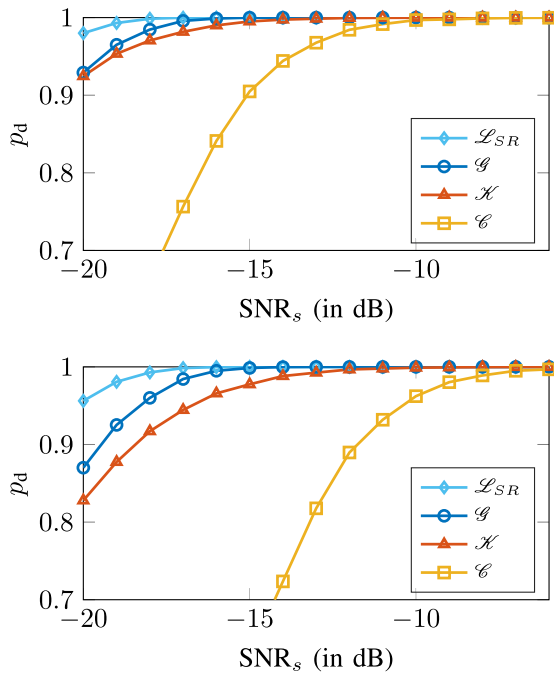 1
0.9
0.8
0.7
p_d
−20
−15
−10
SNR_s (in dB)
ℒ_SR
𝒢
𝒦
𝒞
1
0.9
0.8
0.7
p_d
−20
−15
−10
SNR_s (in dB)
ℒ_SR
𝒢
𝒦
𝒞